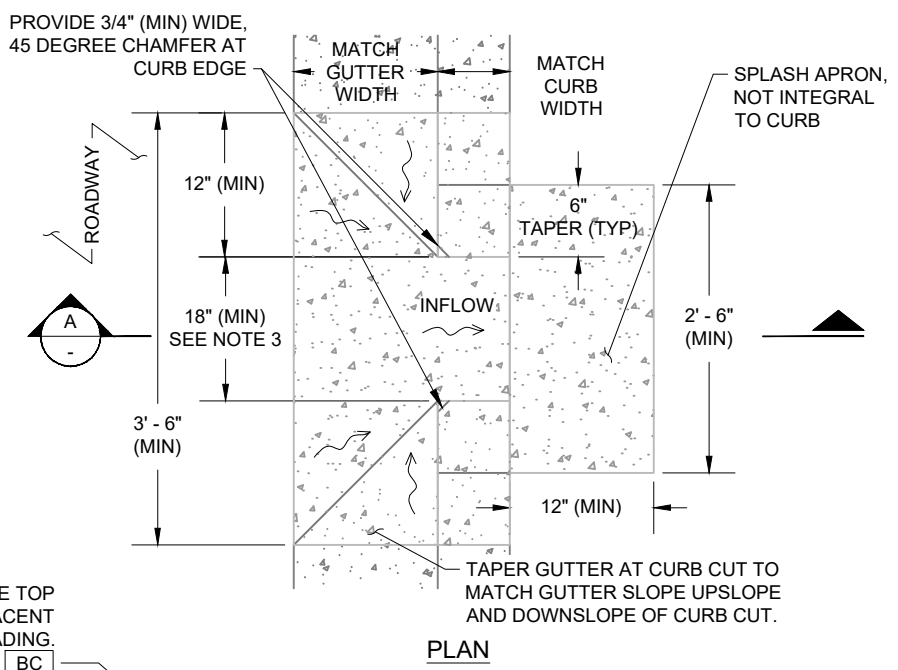 PROVIDE 3/4" (MIN) WIDE,
45 DEGREE CHAMFER AT
CURB EDGE
MATCH
GUTTER
WIDTH
MATCH
CURB
WIDTH
SPLASH APRON,
NOT INTEGRAL
TO CURB
ROADWAY
12" (MIN)
6"
TAPER (TYP)
A
-
18" (MIN)
SEE NOTE 3
INFLOW
2' - 6"
(MIN)
3' - 6"
(MIN)
12" (MIN)
TAPER GUTTER AT CURB CUT TO
MATCH GUTTER SLOPE UPSLOPE
AND DOWNSLOPE OF CURB CUT.
E TOP
ACENT
ADING.
BC
PLAN